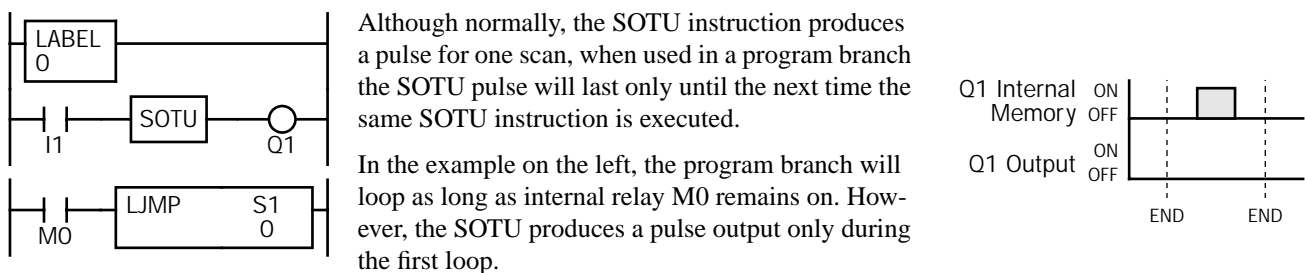 LABEL
0
I1
SOTU
Q1
M0
LJMP S1
0
Although normally, the SOTU instruction produces
a pulse for one scan, when used in a program branch
the SOTU pulse will last only until the next time the
same SOTU instruction is executed.
In the example on the left, the program branch will
loop as long as internal relay M0 remains on. How-
ever, the SOTU produces a pulse output only during
the first loop.
Q1 Internal ON
Memory OFF
Q1 Output ON
OFF
END END